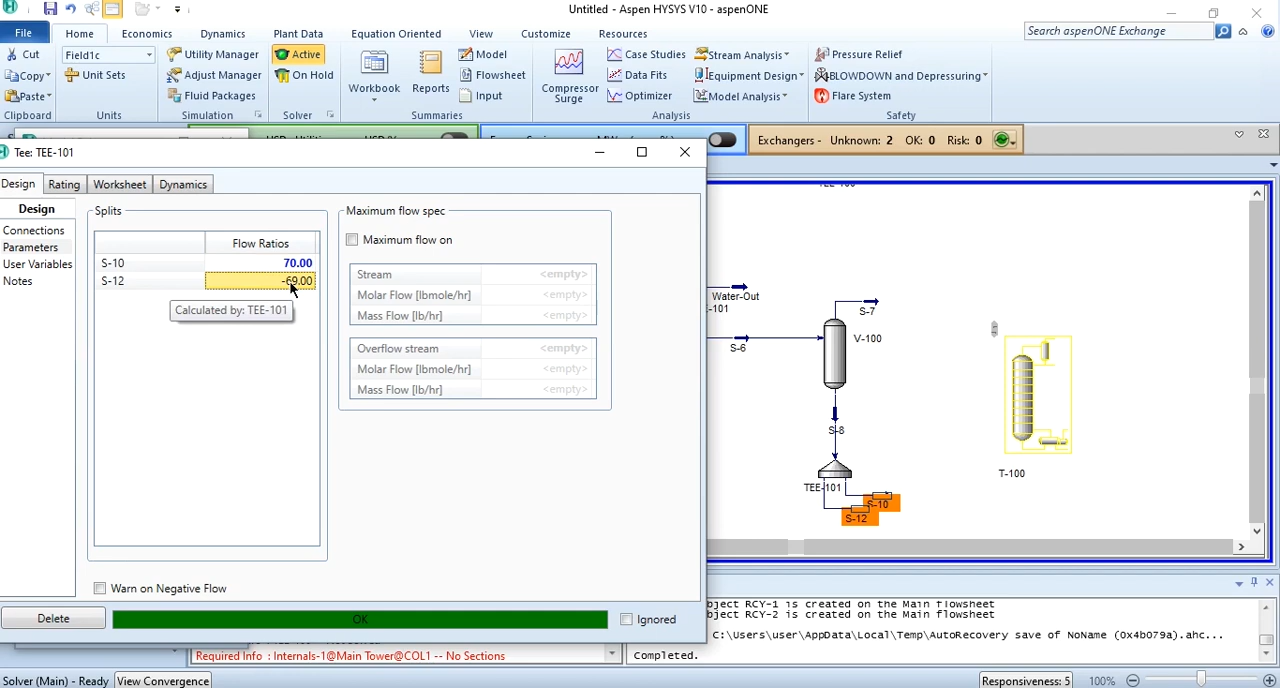 Untitled - Aspen HYSYS V10 - aspenONE
File Home Economics Dynamics Plant Data Equation Oriented View Customize Resources
Search aspenONE Exchange
Cut Field1c Utility Manager Active Model Flowsheet Case Studies Stream Analysis Pressure Relief
Copy Unit Sets Adjust Manager On Hold Workbook Reports Flowsheet Compressor Surge Data Fits Equipment Design BLOWDOWN and Depressuring
Paste Fluid Packages Input Optimizer Model Analysis Flare System
Clipboard Units Simulation Solver Summaries Analysis Safety
Exchangers - Unknown: 2 OK: 0 Risk: 0
Tee: TEE-101
Design Rating Worksheet Dynamics
Design
Connections
Parameters
User Variables
Notes
Splits
Flow Ratios
S-10 70.00
S-12 -69.00
Calculated by: TEE-101
Maximum flow spec
Maximum flow on
Stream <empty>
Molar Flow [lbmole/hr] <empty>
Mass Flow [lb/hr] <empty>
Overflow stream <empty>
Molar Flow [lbmole/hr] <empty>
Mass Flow [lb/hr] <empty>
Warn on Negative Flow
Delete OK Ignored
Water-Out
-101
S-6
S-7
V-100
S-8
TEE-101
S-10
S-12
T-100
bject RCY-1 is created on the Main flowsheet
bject RCY-2 is created on the Main flowsheet
C:\Users\user\AppData\Local\Temp\AutoRecovery save of NoName (0x4b079a).ahc...
Completed.
Required Info : Internals-1@Main Tower@COL1 -- No Sections
Solver (Main) - Ready View Convergence Responsiveness: 5 100%